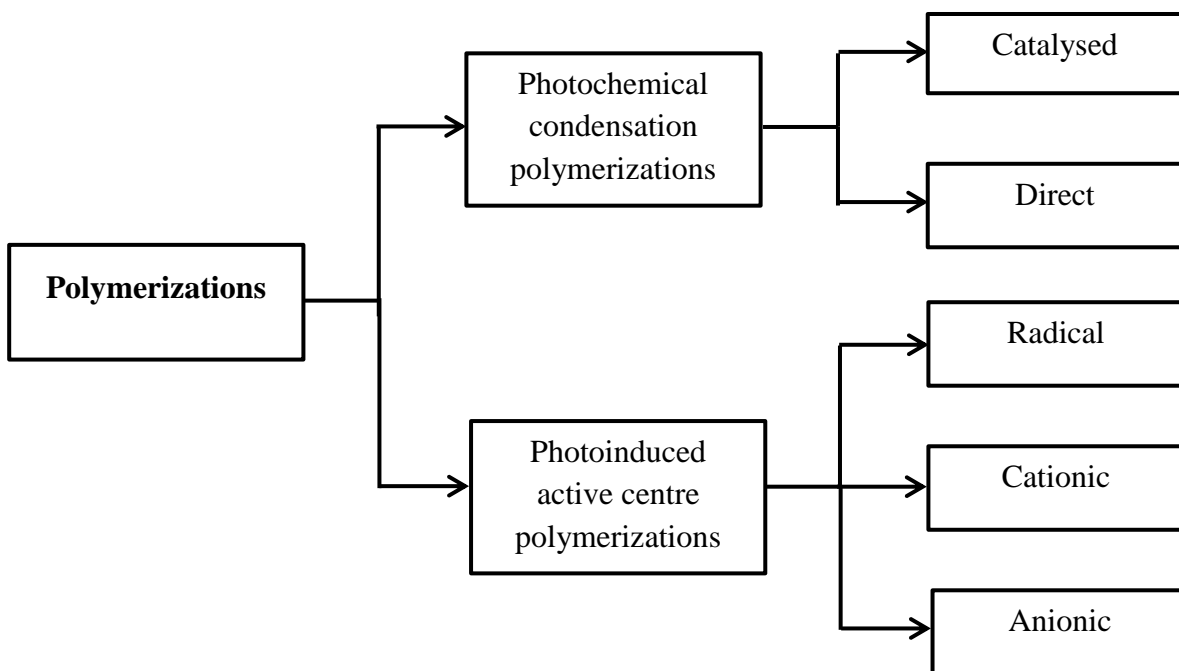 Polymerizations
Photochemical
condensation
polymerizations
Catalysed
Direct
Photoinduced
active centre
polymerizations
Radical
Cationic
Anionic